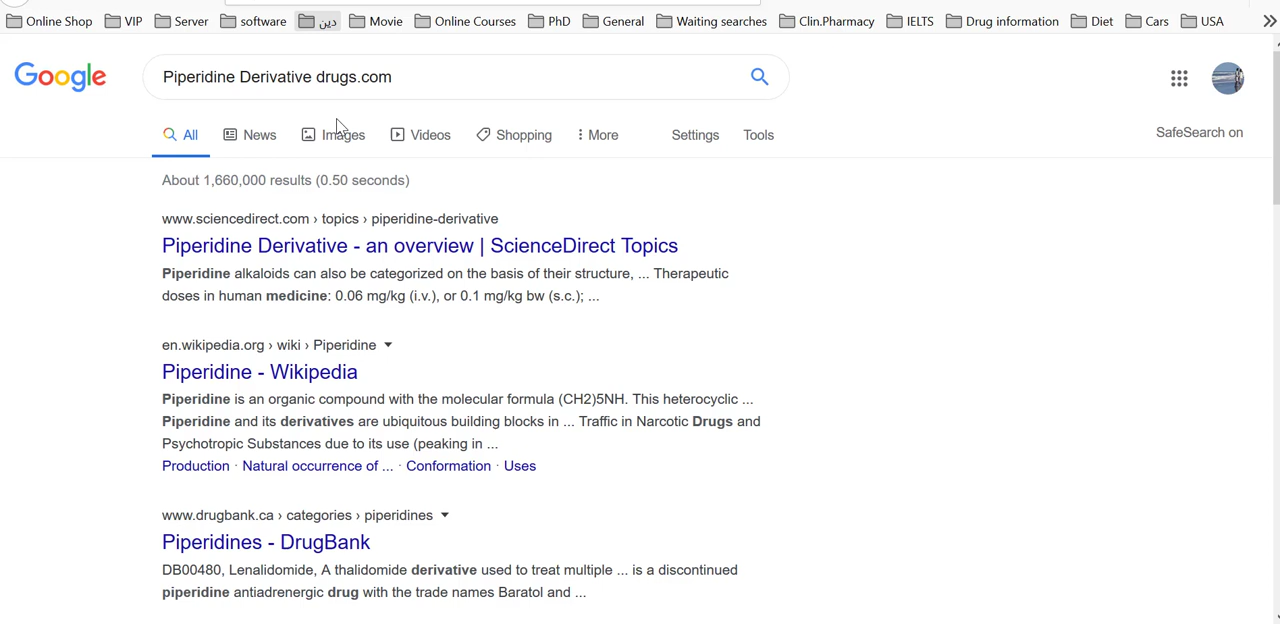 Online Shop VIP Server software دین Movie Online Courses PhD General Waiting searches Clin.Pharmacy IELTS Drug information Diet Cars USA
Google Piperidine Derivative drugs.com
All News Images Videos Shopping More Settings Tools SafeSearch on
About 1,660,000 results (0.50 seconds)
www.sciencedirect.com › topics › piperidine-derivative
Piperidine Derivative - an overview | ScienceDirect Topics
Piperidine alkaloids can also be categorized on the basis of their structure, ... Therapeutic
doses in human medicine: 0.06 mg/kg (i.v.), or 0.1 mg/kg bw (s.c.); ...
en.wikipedia.org › wiki › Piperidine
Piperidine - Wikipedia
Piperidine is an organic compound with the molecular formula (CH2)5NH. This heterocyclic ...
Piperidine and its derivatives are ubiquitous building blocks in ... Traffic in Narcotic Drugs and
Psychotropic Substances due to its use (peaking in ...
Production · Natural occurrence of ... · Conformation · Uses
www.drugbank.ca › categories › piperidines
Piperidines - DrugBank
DB00480, Lenalidomide, A thalidomide derivative used to treat multiple ... is a discontinued
piperidine antiadrenergic drug with the trade names Baratol and ...